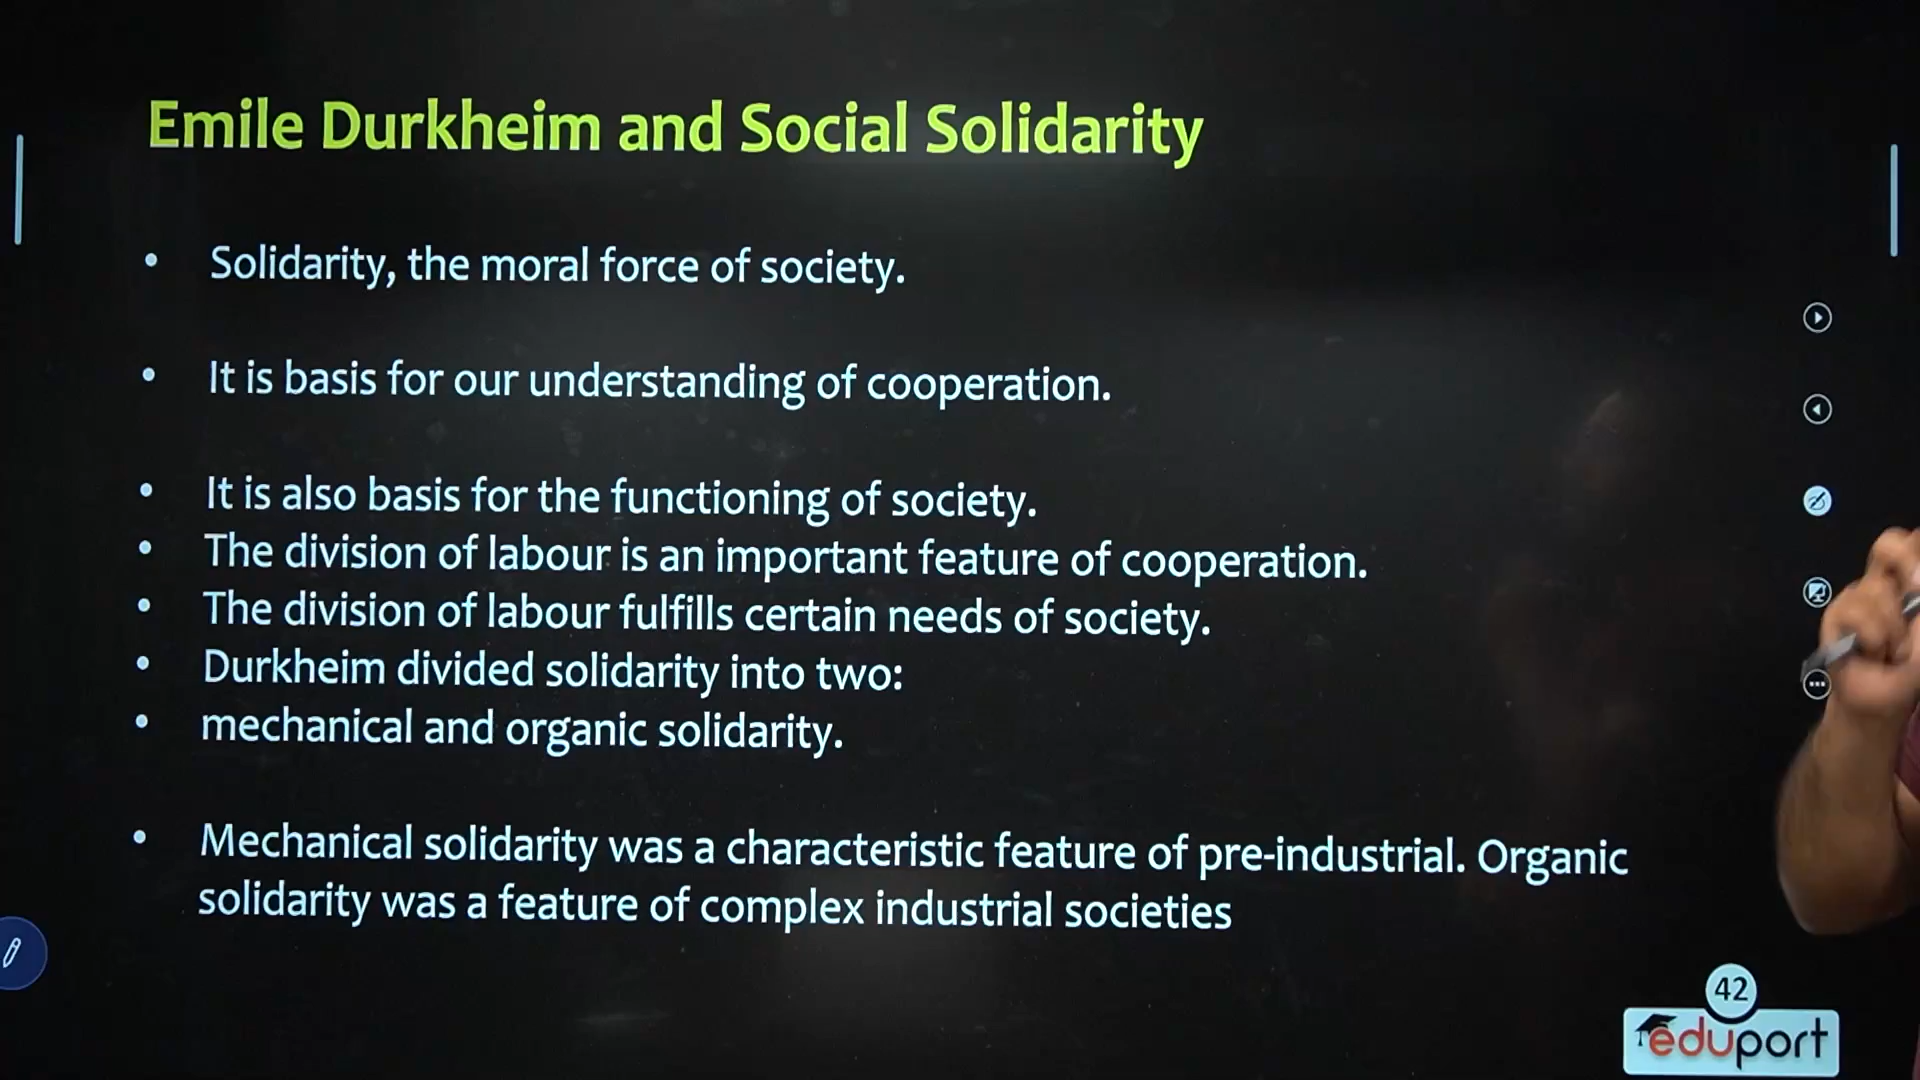 Emile Durkheim and Social Solidarity
• Solidarity, the moral force of society.
• It is basis for our understanding of cooperation.
• It is also basis for the functioning of society.
• The division of labour is an important feature of cooperation.
• The division of labour fulfills certain needs of society.
• Durkheim divided solidarity into two:
• mechanical and organic solidarity.
• Mechanical solidarity was a characteristic feature of pre-industrial. Organic
solidarity was a feature of complex industrial societies
42
eduport